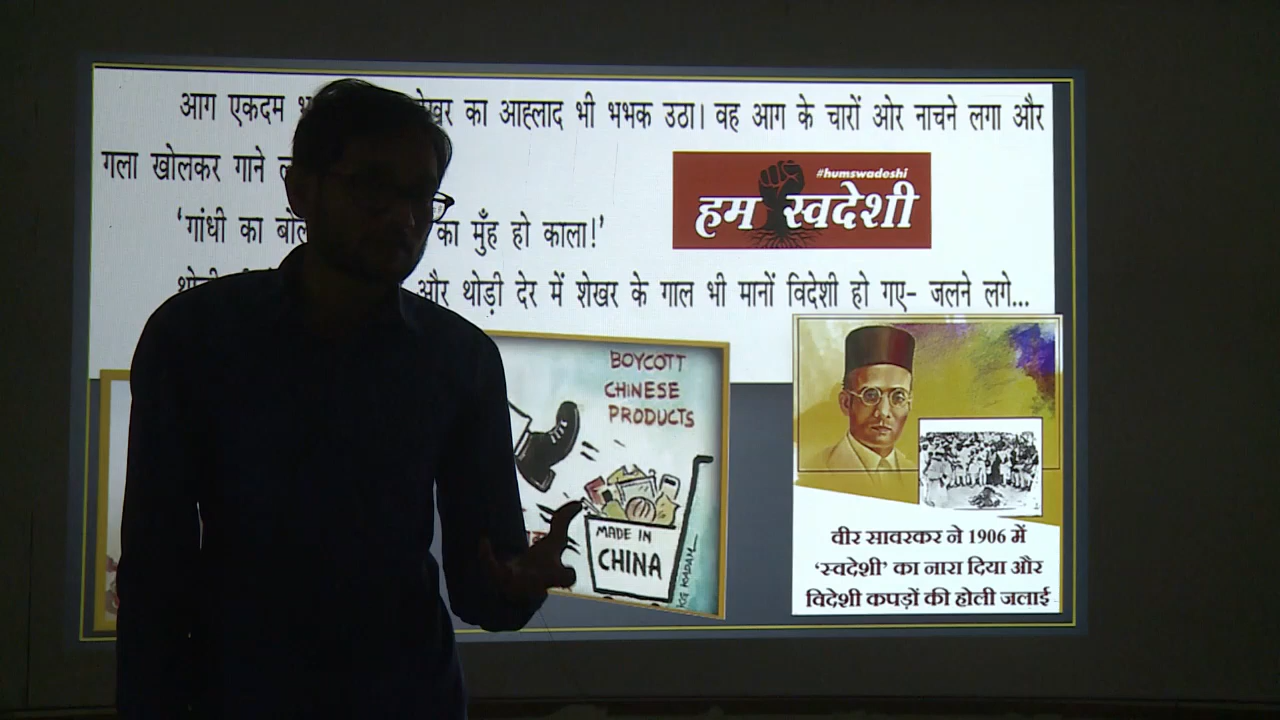 आग एकदम का आह्लाद भी भभक उठा। वह आग के चारों ओर नाचने लगा और
गला खोलकर गाने
#humswadeshi
हम स्वदेशी
‘गांधी का का मुँह हो काला!’
और थोड़ी देर में शेखर के गाल भी मानों विदेशी हो गए- जलने लगे...
BOYCOTT
CHINESE
PRODUCTS
MADE IN
CHINA
KADAM
वीर सावरकर ने 1906 में
‘स्वदेशी’ का नारा दिया और
विदेशी कपड़ों की होली जलाई